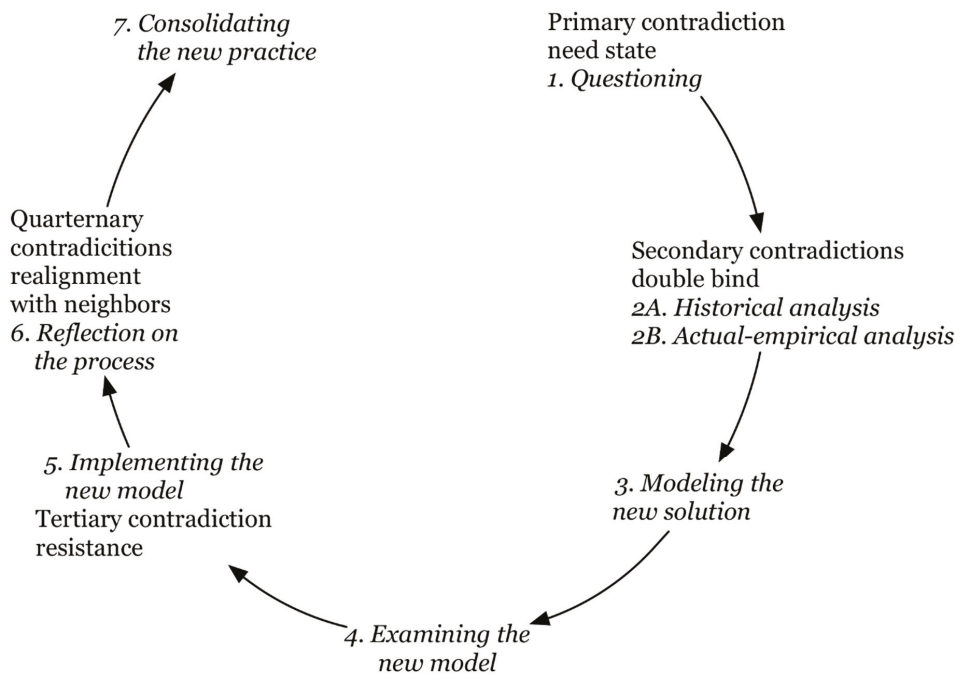 Primary contradiction
need state
1. Questioning
Secondary contradictions
double bind
2A. Historical analysis
2B. Actual-empirical analysis
3. Modeling the
new solution
4. Examining the
new model
5. Implementing the
new model
Tertiary contradiction
resistance
Quarternary
contradicitions
realignment
with neighbors
6. Reflection on
the process
7. Consolidating
the new practice